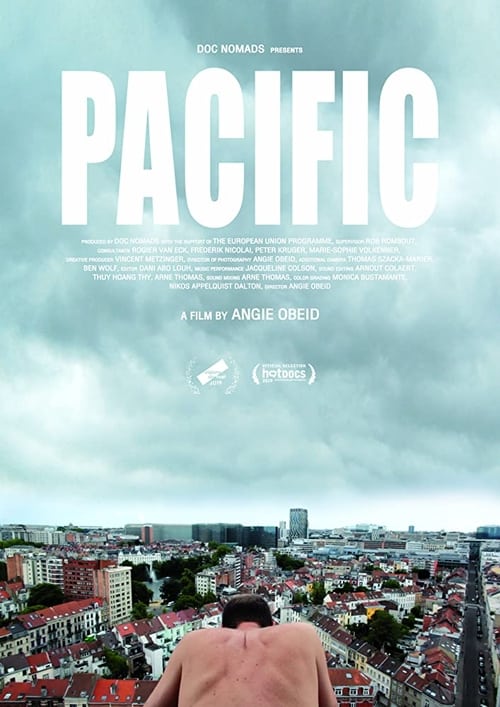 DOC NOMADS PRESENTS
PACIFIC
PRODUCED BY DOC NOMADS WITH THE SUPPORT OF THE EUROPEAN UNION PROGRAMME, SUPERVISOR ROB ROMBOUT,
CONSULTANTS ROGIER VAN ECK, FREDERIK NICOLAI, PETER KRUGER, MARIE-SOPHIE VOLKENNER,
CREATIVE PRODUCER VINCENT METZINGER, DIRECTOR OF PHOTOGRAPHY ANGIE OBEID, ADDITIONAL CAMERA THOMAS SZACKA-MARIER,
BEN WOLF, EDITOR DANI ABO LOUH, MUSIC PERFORMANCE JACQUELINE COLSON, SOUND EDITING ARNOUT COLAERT,
THUY HOANG THY, ARNE THOMAS, SOUND MIXING ARNE THOMAS, COLOR GRADING MONICA BUSTAMANTE,
NIKOS APPELQUIST DALTON, DIRECTOR ANGIE OBEID
A FILM BY ANGIE OBEID
OFFICIAL SELECTION
hotDOCS
2019